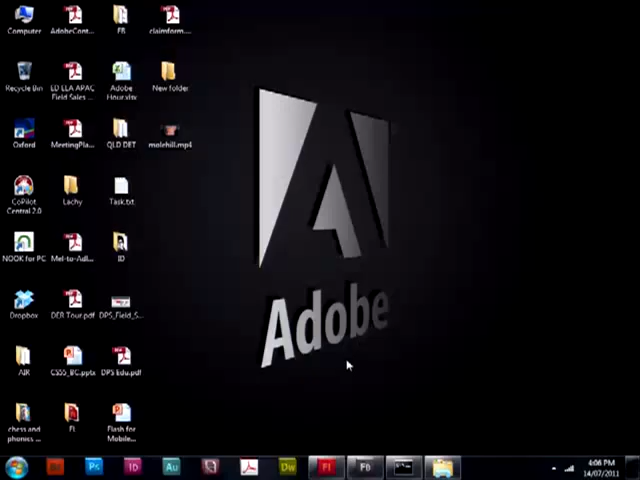 Computer
AdobeCont...
FB
claimform....
Recycle Bin
LD LLA APAC
Field Sales ...
Adobe
Hour.xlsx
New folder
Oxford
MeetingPla...
QLD DET
molehill.mp4
CoPilot
Central 2.0
Lachy
Task.txt
NOOK for PC
Mel-to-Adl...
ID
Dropbox
DER Tour.pdf
DPS_Field_S...
AIR
CS55_BC.pptx
DPS Edu.pdf
chess and
phonics ...
FL
Flash for
Mobile...
Adobe
Ps
ID
Au
Dw
Fl
Fb
4:06 PM
14/07/2011